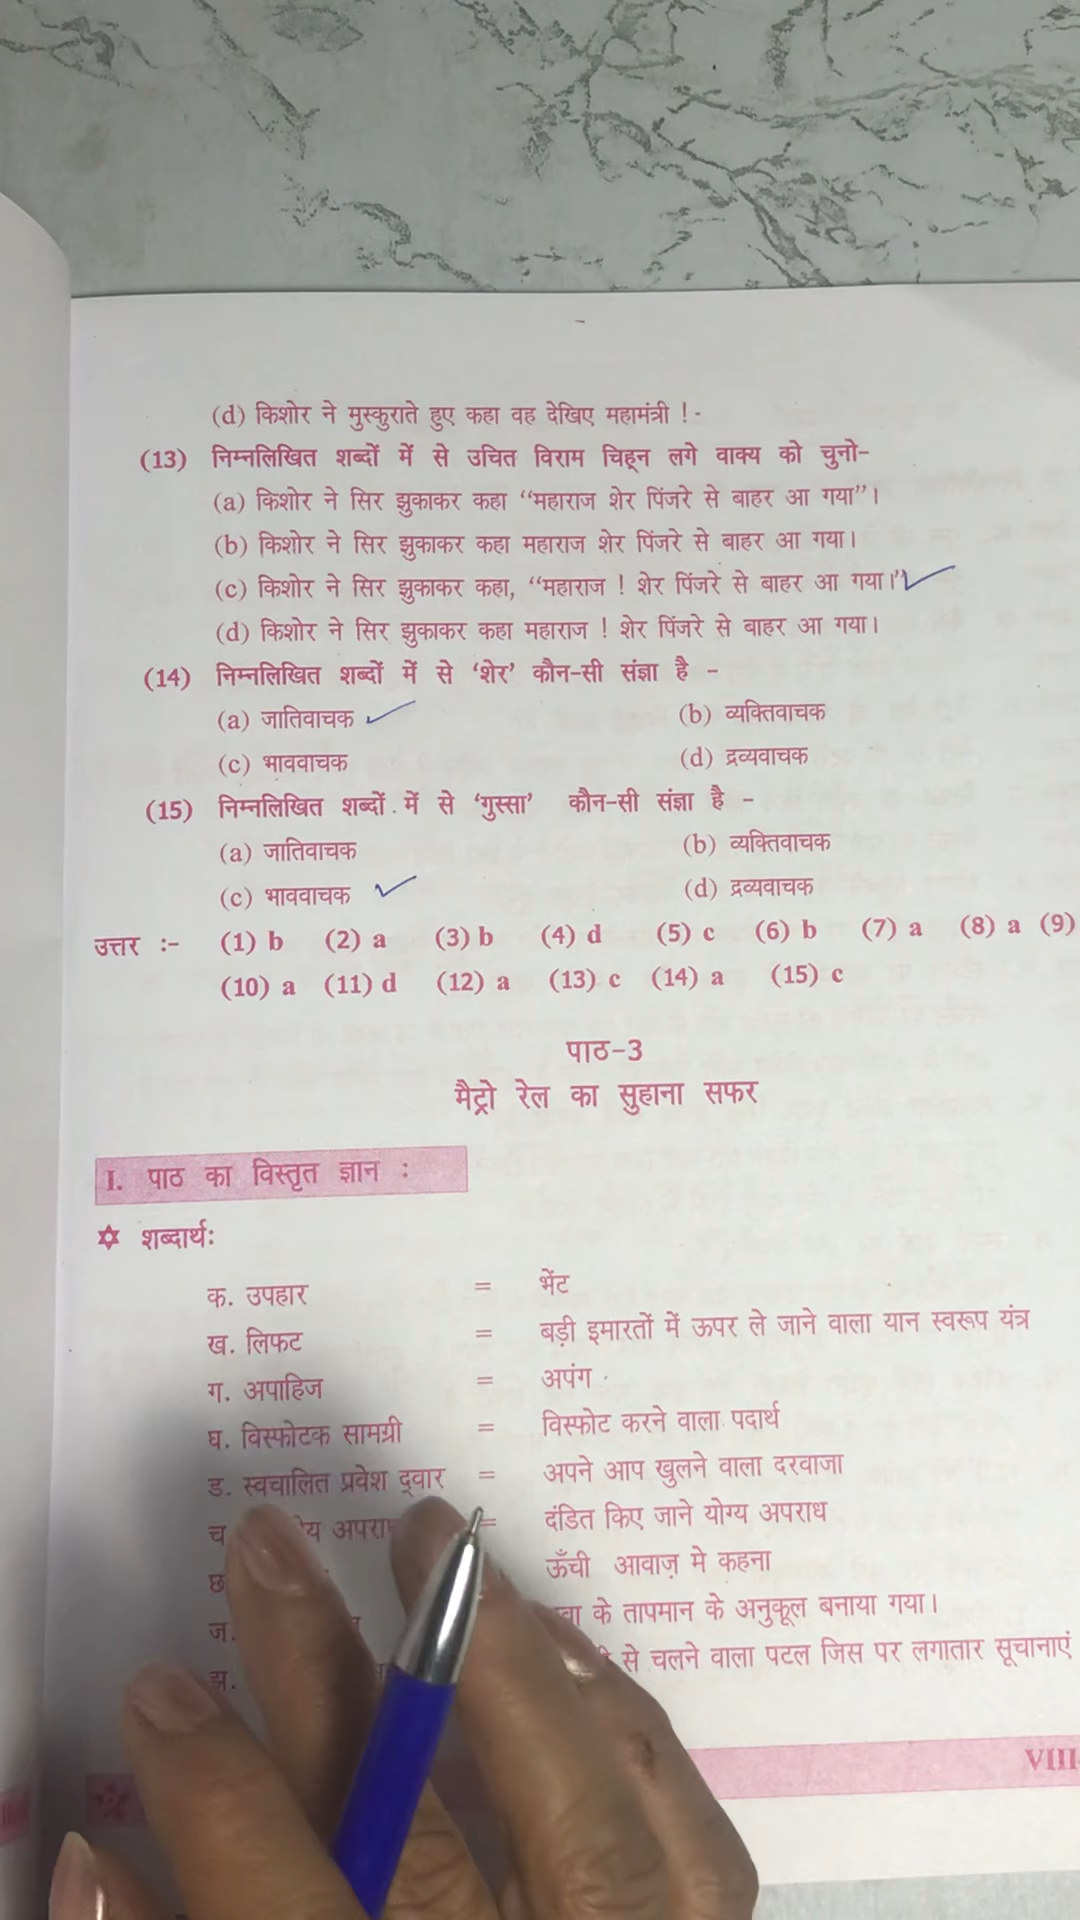 (d) किशोर ने मुस्कुराते हुए कहा वह देखिए महामंत्री ! -
(13) निम्नलिखित शब्दों में से उचित विराम चिह्न लगे वाक्य को चुनो-
(a) किशोर ने सिर झुकाकर कहा “महाराज शेर पिंजरे से बाहर आ गया”।
(b) किशोर ने सिर झुकाकर कहा महाराज शेर पिंजरे से बाहर आ गया।
(c) किशोर ने सिर झुकाकर कहा, “महाराज ! शेर पिंजरे से बाहर आ गया।”
(d) किशोर ने सिर झुकाकर कहा महाराज ! शेर पिंजरे से बाहर आ गया।
(14) निम्नलिखित शब्दों में से ‘शेर’ कौन-सी संज्ञा है -
(a) जातिवाचक (b) व्यक्तिवाचक
(c) भाववाचक (d) द्रव्यवाचक
(15) निम्नलिखित शब्दों में से ‘गुस्सा’ कौन-सी संज्ञा है -
(a) जातिवाचक (b) व्यक्तिवाचक
(c) भाववाचक (d) द्रव्यवाचक
उत्तर :- (1) b (2) a (3) b (4) d (5) c (6) b (7) a (8) a (9)
(10) a (11) d (12) a (13) c (14) a (15) c
पाठ-3
मैट्रो रेल का सुहाना सफर
I. पाठ का विस्तृत ज्ञान :
शब्दार्थ:
क. उपहार = भेंट
ख. लिफट = बड़ी इमारतों में ऊपर ले जाने वाला यान स्वरूप यंत्र
ग. अपाहिज = अपंग
घ. विस्फोटक सामग्री = विस्फोट करने वाला पदार्थ
ड. स्वचालित प्रवेश द्वार = अपने आप खुलने वाला दरवाजा
च = दंडित किए जाने योग्य अपराध
छ ऊँची आवाज़ मे कहना
ज. के तापमान के अनुकूल बनाया गया।
झ. से चलने वाला पटल जिस पर लगातार सूचानाएं
VIII